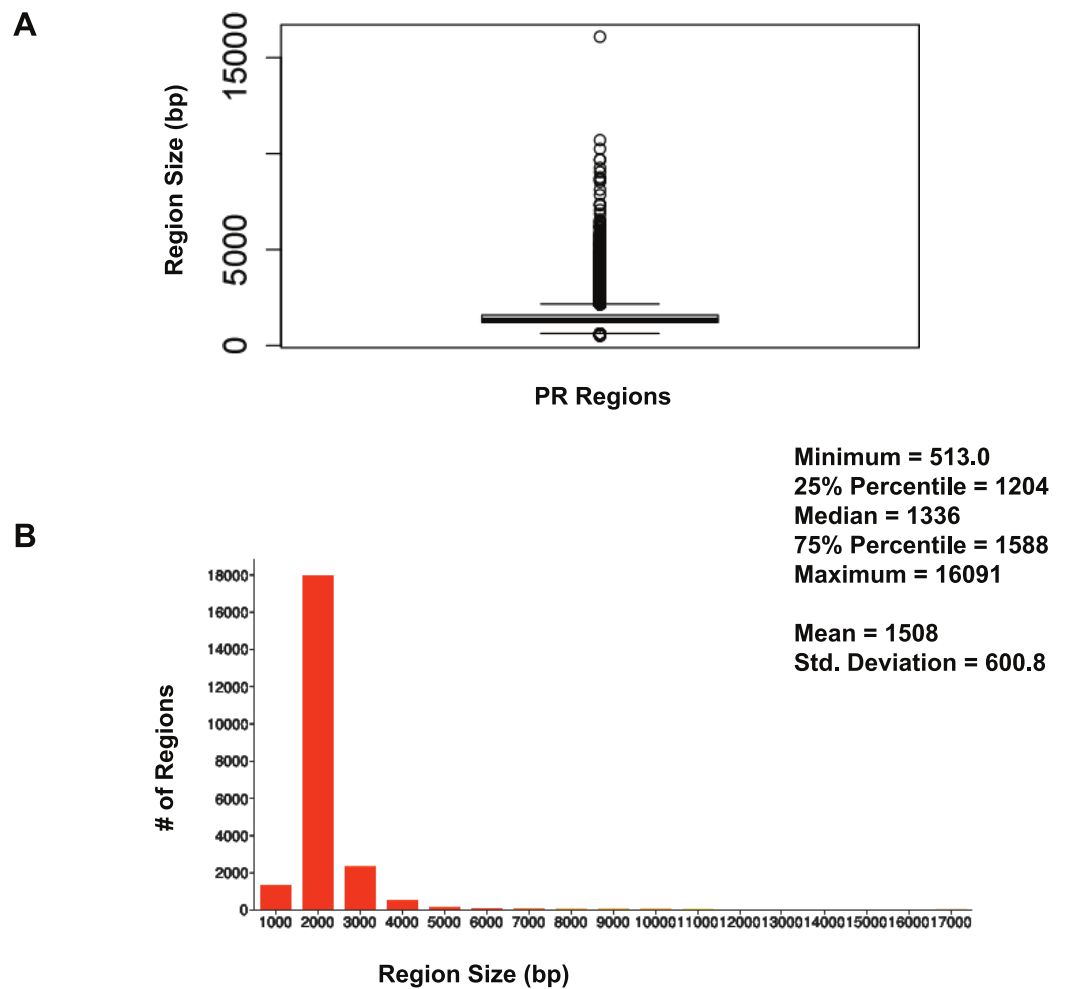 A
Region Size (bp)
15000
5000
0
PR Regions
Minimum = 513.0
25% Percentile = 1204
Median = 1336
75% Percentile = 1588
Maximum = 16091
Mean = 1508
Std. Deviation = 600.8
B
# of Regions
18000
16000
14000
12000
10000
8000
6000
4000
2000
0
1000 2000 3000 4000 5000 6000 7000 8000 9000 10000 11000 12000 13000 14000 15000 16000 17000
Region Size (bp)